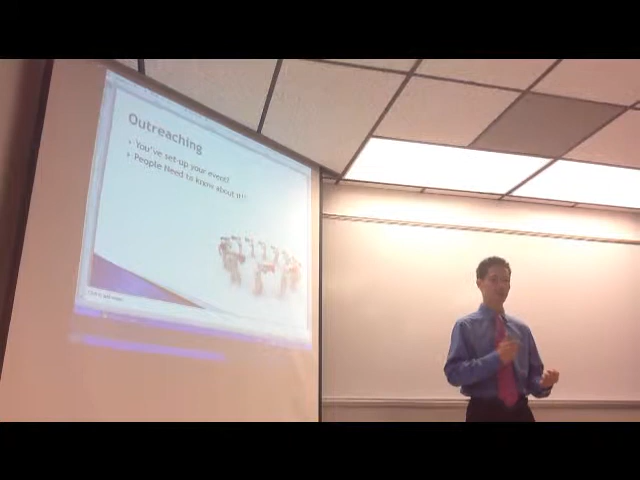 Outreaching
• You've set-up your event?
• People Need to know about it!